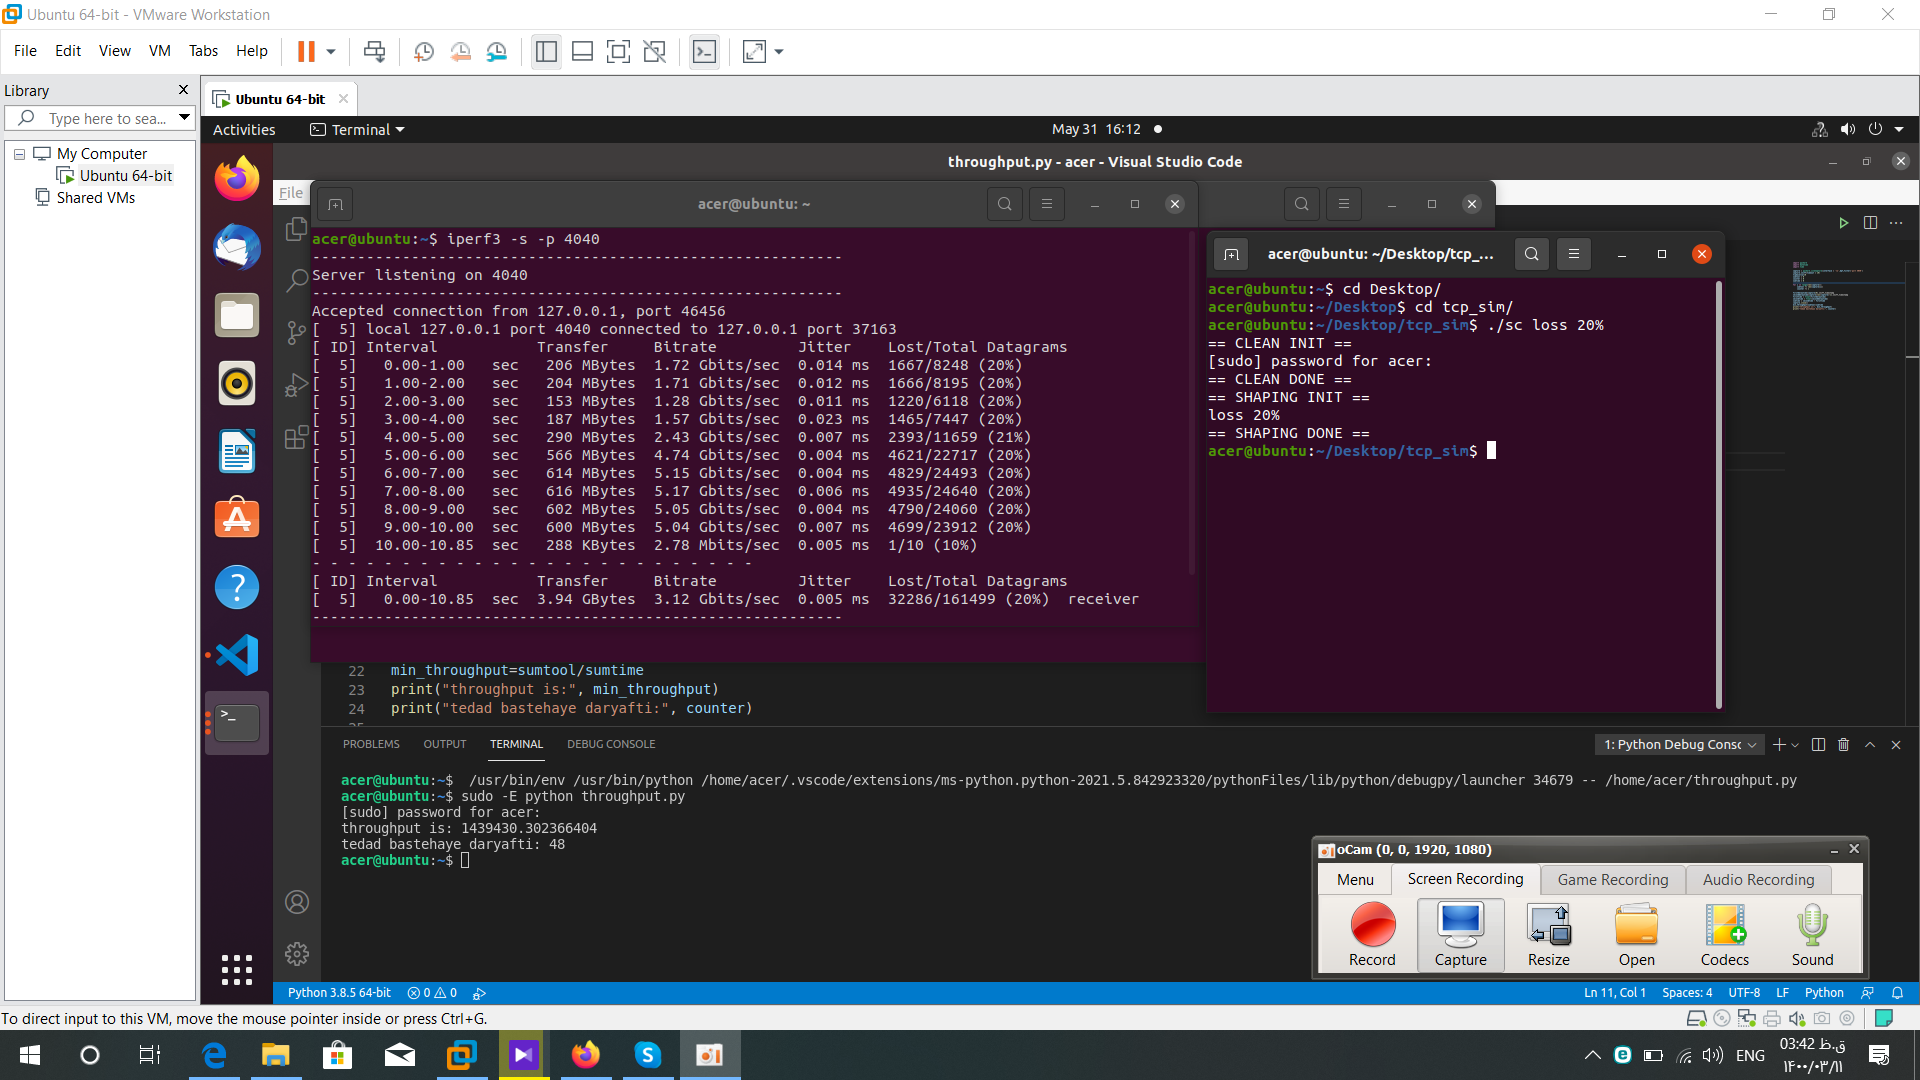 Ubuntu 64-bit - VMware Workstation
File Edit View VM Tabs Help
Library
Type here to sea...
My Computer
Ubuntu 64-bit
Shared VMs
Ubuntu 64-bit
Activities
Terminal
May 31 16:12
throughput.py - acer - Visual Studio Code
File
acer@ubuntu: ~
acer@ubuntu:~$ iperf3 -s -p 4040
-----------------------------------------------------------
Server listening on 4040
-----------------------------------------------------------
Accepted connection from 127.0.0.1, port 46456
[  5] local 127.0.0.1 port 4040 connected to 127.0.0.1 port 37163
[ ID] Interval           Transfer     Bitrate         Jitter    Lost/Total Datagrams
[  5]   0.00-1.00   sec   206 MBytes  1.72 Gbits/sec  0.014 ms  1667/8248 (20%)
[  5]   1.00-2.00   sec   204 MBytes  1.71 Gbits/sec  0.012 ms  1666/8195 (20%)
[  5]   2.00-3.00   sec   153 MBytes  1.28 Gbits/sec  0.011 ms  1220/6118 (20%)
[  5]   3.00-4.00   sec   187 MBytes  1.57 Gbits/sec  0.023 ms  1465/7447 (20%)
[  5]   4.00-5.00   sec   290 MBytes  2.43 Gbits/sec  0.007 ms  2393/11659 (21%)
[  5]   5.00-6.00   sec   566 MBytes  4.74 Gbits/sec  0.004 ms  4621/22717 (20%)
[  5]   6.00-7.00   sec   614 MBytes  5.15 Gbits/sec  0.004 ms  4829/24493 (20%)
[  5]   7.00-8.00   sec   616 MBytes  5.17 Gbits/sec  0.006 ms  4935/24640 (20%)
[  5]   8.00-9.00   sec   602 MBytes  5.05 Gbits/sec  0.004 ms  4790/24060 (20%)
[  5]   9.00-10.00  sec   600 MBytes  5.04 Gbits/sec  0.007 ms  4699/23912 (20%)
[  5]  10.00-10.85  sec   288 KBytes  2.78 Mbits/sec  0.005 ms  1/10 (10%)
- - - - - - - - - - - - - - - - - - - - - - - - -
[ ID] Interval           Transfer     Bitrate         Jitter    Lost/Total Datagrams
[  5]   0.00-10.85  sec  3.94 GBytes  3.12 Gbits/sec  0.005 ms  32286/161499 (20%)  receiver
-----------------------------------------------------------
acer@ubuntu: ~/Desktop/tcp_...
acer@ubuntu:~$ cd Desktop/
acer@ubuntu:~/Desktop$ cd tcp_sim/
acer@ubuntu:~/Desktop/tcp_sim$ ./sc loss 20%
== CLEAN INIT ==
[sudo] password for acer:
== CLEAN DONE ==
== SHAPING INIT ==
loss 20%
== SHAPING DONE ==
acer@ubuntu:~/Desktop/tcp_sim$
22 min_throughput=sumtool/sumtime
23 print("throughput is:", min_throughput)
24 print("tedad bastehaye daryafti:", counter)
PROBLEMS OUTPUT TERMINAL DEBUG CONSOLE
1: Python Debug Consc
acer@ubuntu:~$  /usr/bin/env /usr/bin/python /home/acer/.vscode/extensions/ms-python.python-2021.5.842923320/pythonFiles/lib/python/debugpy/launcher 34679 -- /home/acer/throughput.py
acer@ubuntu:~$ sudo -E python throughput.py
[sudo] password for acer:
throughput is: 1439430.302366404
tedad bastehaye daryafti: 48
acer@ubuntu:~$
oCam (0, 0, 1920, 1080)
Menu Screen Recording Game Recording Audio Recording
Record Capture Resize Open Codecs Sound
Python 3.8.5 64-bit 0 0
Ln 11, Col 1 Spaces: 4 UTF-8 LF Python
To direct input to this VM, move the mouse pointer inside or press Ctrl+G.
ENG
03:42 ق.ظ
۱۴۰۰/۰۳/۱۱